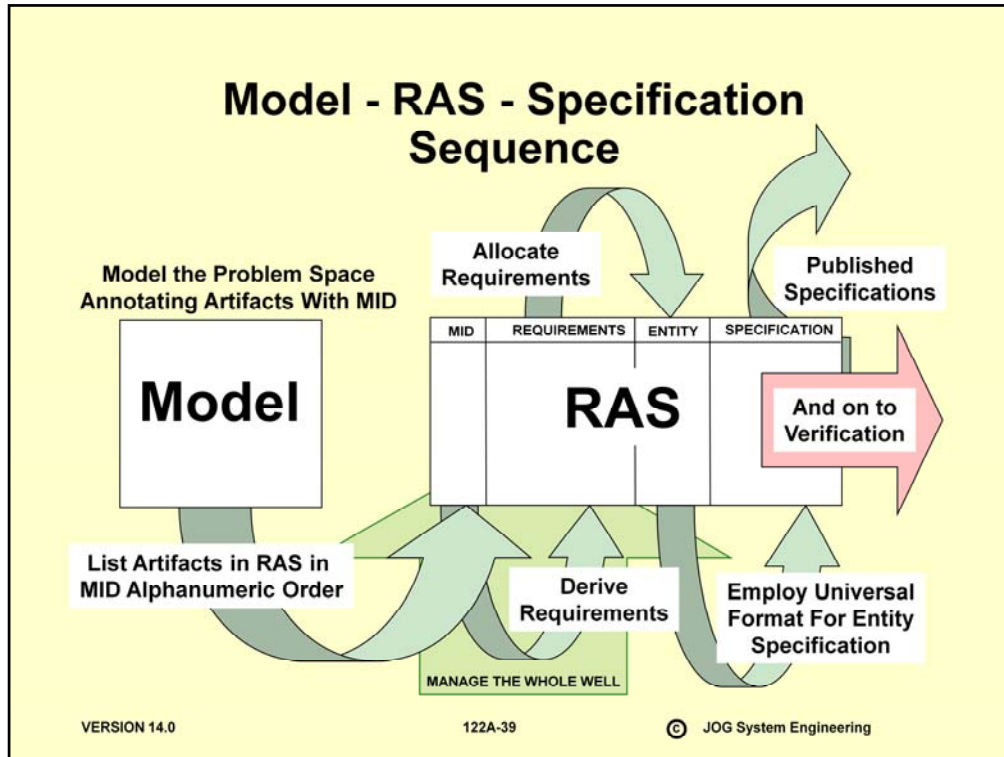 Model - RAS - Specification
Sequence
Allocate
Requirements
Published
Specifications
Model the Problem Space
Annotating Artifacts With MID
MID
REQUIREMENTS
ENTITY
SPECIFICATION
Model
RAS
And on to
Verification
List Artifacts in RAS in
MID Alphanumeric Order
Derive
Requirements
Employ Universal
Format For Entity
Specification
MANAGE THE WHOLE WELL
VERSION 14.0
122A-39
© JOG System Engineering